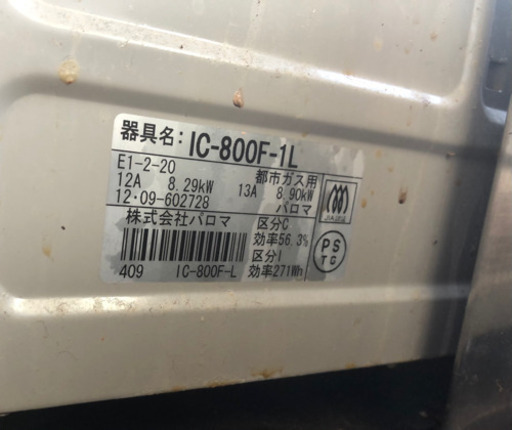 器具名: IC-800F-1L
E1-2-20 都市ガス用
12A 8.29kW 13A 8.90kW
12・09-602728 パロマ
株式会社パロマ 区分C
効率56.3%
区分I
409 IC-800F-L 効率271Wh
PS
TC